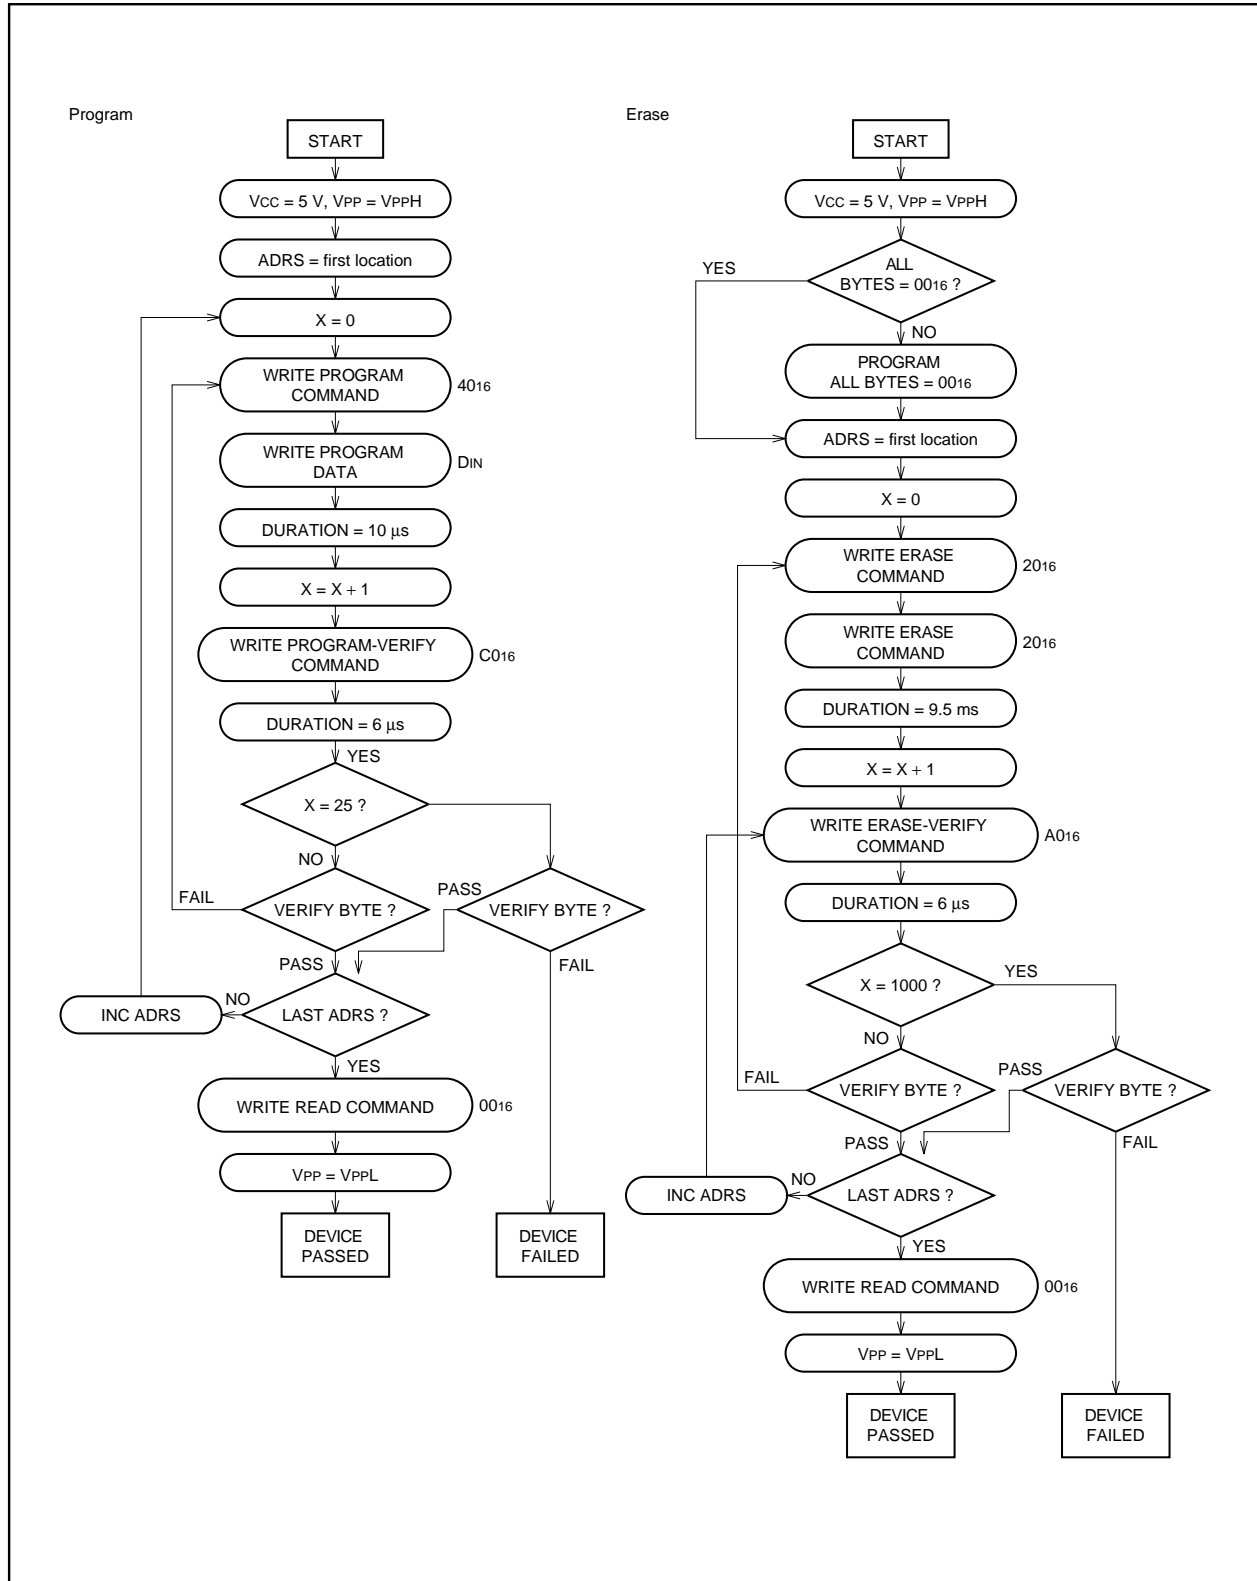 Program
START
VCC = 5 V, VPP = VPPH
ADRS = first location
X = 0
WRITE PROGRAM
COMMAND
4016
WRITE PROGRAM
DATA
DIN
DURATION = 10 µs
X = X + 1
WRITE PROGRAM-VERIFY
COMMAND
C016
DURATION = 6 µs
YES
X = 25 ?
NO
FAIL
VERIFY BYTE ?
PASS
VERIFY BYTE ?
PASS
FAIL
INC ADRS
NO
LAST ADRS ?
YES
WRITE READ COMMAND
0016
VPP = VPPL
DEVICE
PASSED
DEVICE
FAILED
Erase
START
VCC = 5 V, VPP = VPPH
YES
ALL
BYTES = 0016 ?
NO
PROGRAM
ALL BYTES = 0016
ADRS = first location
X = 0
WRITE ERASE
COMMAND
2016
WRITE ERASE
COMMAND
2016
DURATION = 9.5 ms
X = X + 1
WRITE ERASE-VERIFY
COMMAND
A016
DURATION = 6 µs
X = 1000 ?
YES
NO
FAIL
VERIFY BYTE ?
PASS
VERIFY BYTE ?
PASS
FAIL
INC ADRS
NO
LAST ADRS ?
YES
WRITE READ COMMAND
0016
VPP = VPPL
DEVICE
PASSED
DEVICE
FAILED